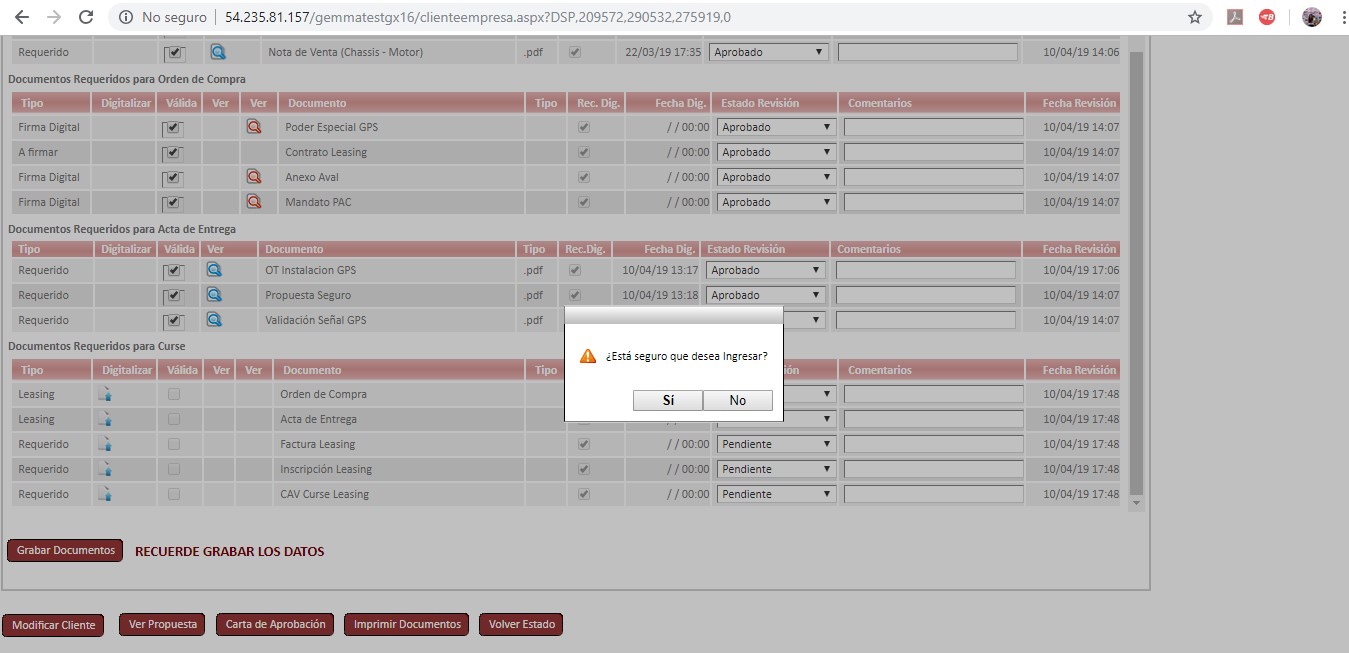 No seguro 54.235.81.157/gemmatestgx16/clienteempresa.aspx?DSP,209572,290532,275919,0
Requerido Nota de Venta (Chassis - Motor) .pdf 22/03/19 17:35 Aprobado 10/04/19 14:06
Documentos Requeridos para Orden de Compra
Tipo Digitalizar Válida Ver Ver Documento Tipo Rec. Dig. Fecha Dig. Estado Revisión Comentarios Fecha Revisión
Firma Digital Poder Especial GPS / / 00:00 Aprobado 10/04/19 14:07
A firmar Contrato Leasing / / 00:00 Aprobado 10/04/19 14:07
Firma Digital Anexo Aval / / 00:00 Aprobado 10/04/19 14:07
Firma Digital Mandato PAC / / 00:00 Aprobado 10/04/19 14:07
Documentos Requeridos para Acta de Entrega
Tipo Digitalizar Válida Ver Documento Tipo Rec.Dig. Fecha Dig. Estado Revisión Comentarios Fecha Revisión
Requerido OT Instalacion GPS .pdf 10/04/19 13:17 Aprobado 10/04/19 17:06
Requerido Propuesta Seguro .pdf 10/04/19 13:18 Aprobado 10/04/19 14:07
Requerido Validación Señal GPS .pdf 10/04/19 14:07
Documentos Requeridos para Curse
Tipo Digitalizar Válida Ver Ver Documento Tipo ión Comentarios Fecha Revisión
Leasing Orden de Compra 10/04/19 17:48
Leasing Acta de Entrega 10/04/19 17:48
Requerido Factura Leasing / / 00:00 Pendiente 10/04/19 17:48
Requerido Inscripción Leasing / / 00:00 Pendiente 10/04/19 17:48
Requerido CAV Curse Leasing / / 00:00 Pendiente 10/04/19 17:48
¿Está seguro que desea Ingresar?
Sí No
Grabar Documentos RECUERDE GRABAR LOS DATOS
Modificar Cliente Ver Propuesta Carta de Aprobación Imprimir Documentos Volver Estado